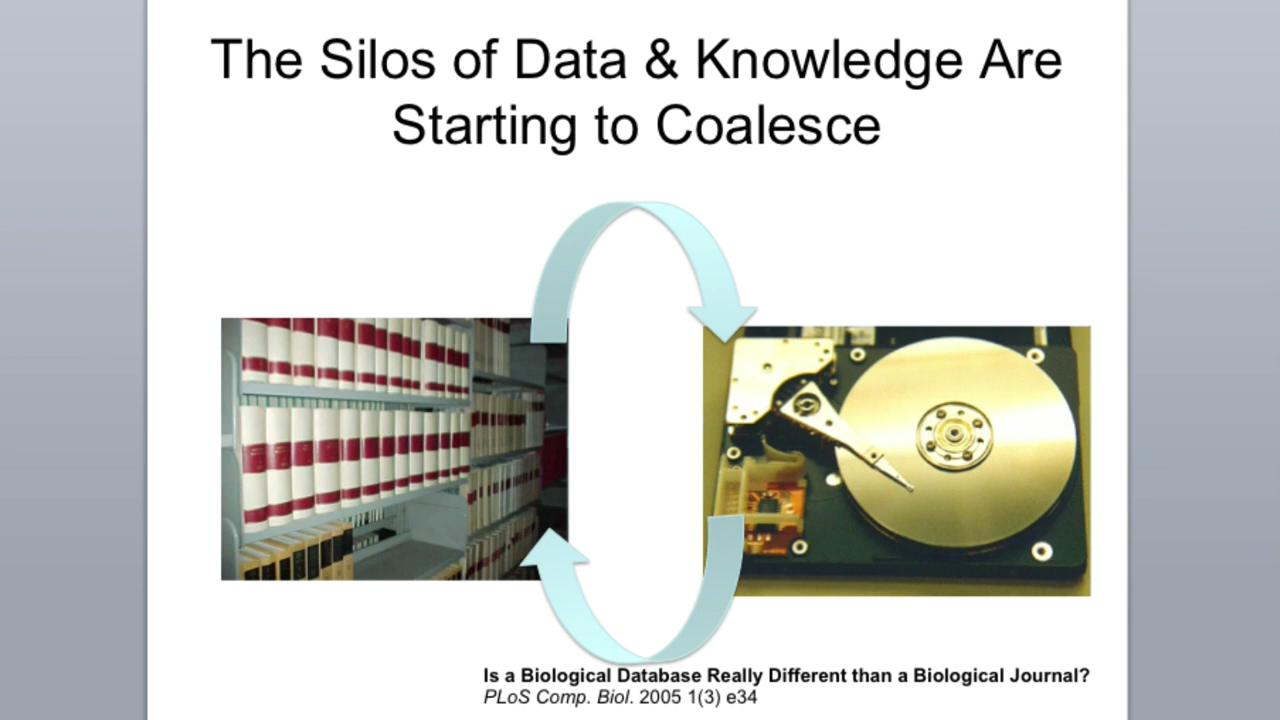 The Silos of Data & Knowledge Are
Starting to Coalesce
Is a Biological Database Really Different than a Biological Journal?
PLoS Comp. Biol. 2005 1(3) e34